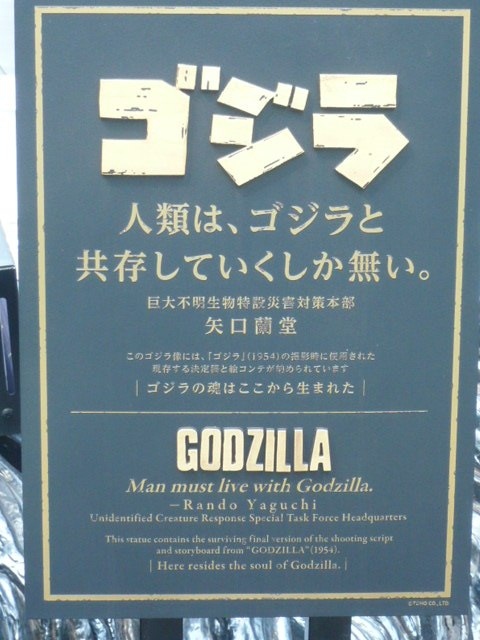 ゴジラ
人類は、ゴジラと
共存していくしか無い。
巨大不明生物特設災害対策本部
矢口蘭堂
このゴジラ像には、「ゴジラ」(1954)の撮影時に使用された
現存する決定稿と絵コンテが納められています
|ゴジラの魂はここから生まれた|
GODZILLA
Man must live with Godzilla.
—Rando Yaguchi
Unidentified Creature Response Special Task Force Headquarters
This statue contains the surviving final version of the shooting script
and storyboard from "GODZILLA"(1954).
| Here resides the soul of Godzilla. |
©TOHO CO.,LTD.